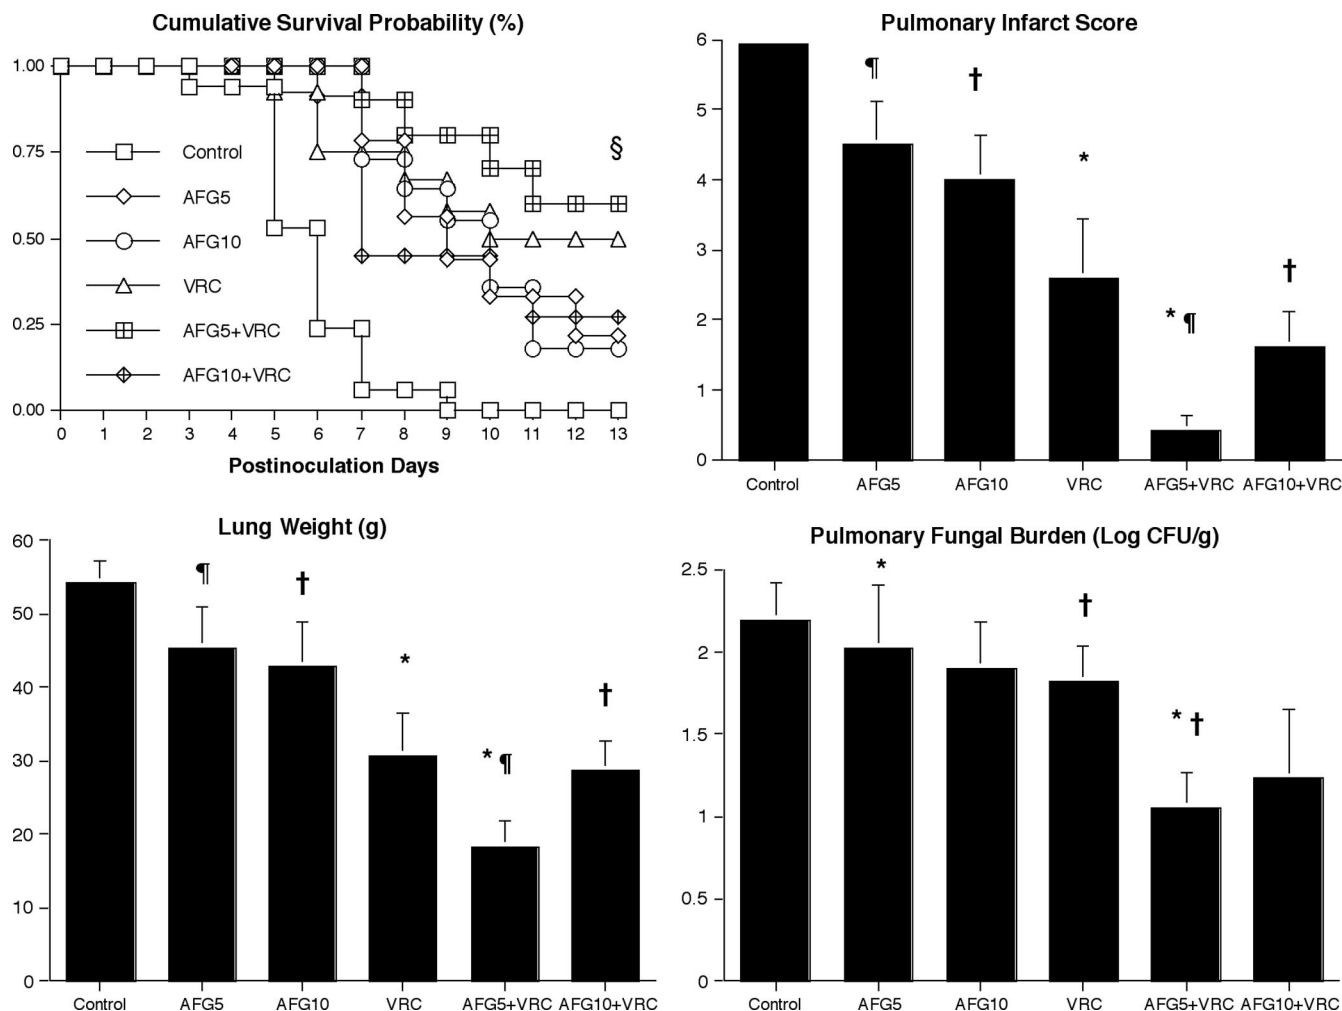 Cumulative Survival Probability (%)
1.00
0.75
0.50
0.25
0.00
§
Control
AFG5
AFG10
VRC
AFG5+VRC
AFG10+VRC
0 1 2 3 4 5 6 7 8 9 10 11 12 13
Postinoculation Days
Pulmonary Infarct Score
6
5
4
3
2
1
0
¶
†
*
* ¶
†
Control AFG5 AFG10 VRC AFG5+VRC AFG10+VRC
Lung Weight (g)
60
50
40
30
20
10
0
¶
†
*
* ¶
†
Control AFG5 AFG10 VRC AFG5+VRC AFG10+VRC
Pulmonary Fungal Burden (Log CFU/g)
2.5
2
1.5
1
0.5
0
*
†
* †
Control AFG5 AFG10 VRC AFG5+VRC AFG10+VRC